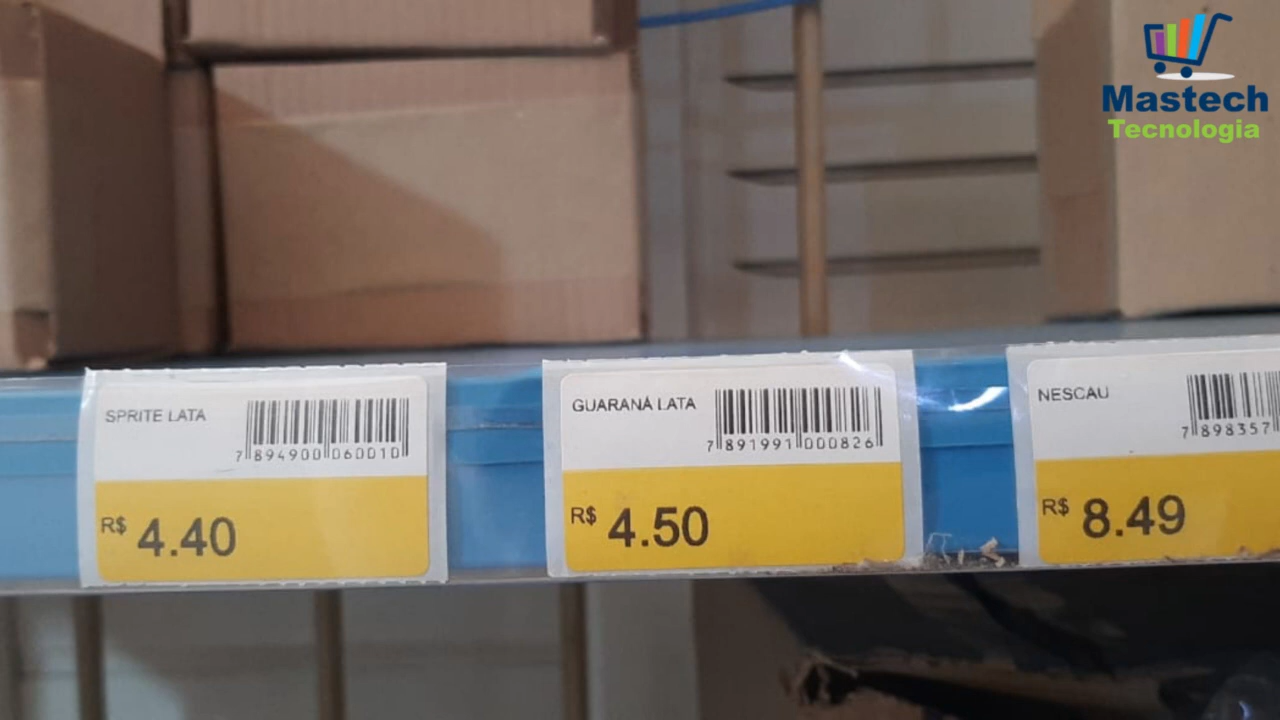 Mastech
Tecnologia
SPRITE LATA
7 894900 060010
R$ 4.40
GUARANÁ LATA
7 891991 000826
R$ 4.50
NESCAU
7 898357
R$ 8.49